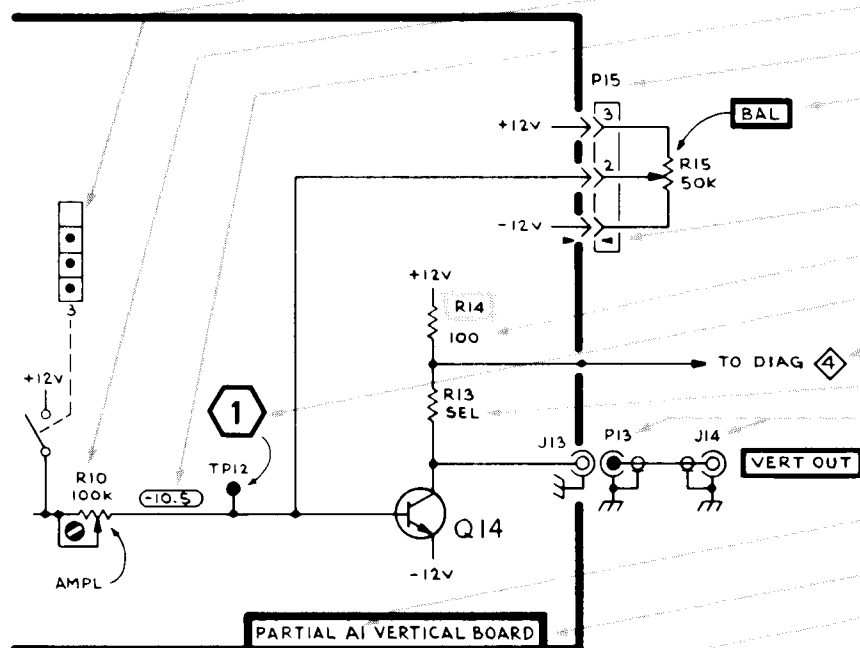 P15
BAL
+12V
3
R15
50K
2
-12V
3
+12V
R14
100
TO DIAG 4
+12V
1
R13
SEL
J13
P13
J14
VERT OUT
R10
100K
-10.5
TP12
Q14
-12V
AMPL
PARTIAL A1 VERTICAL BOARD